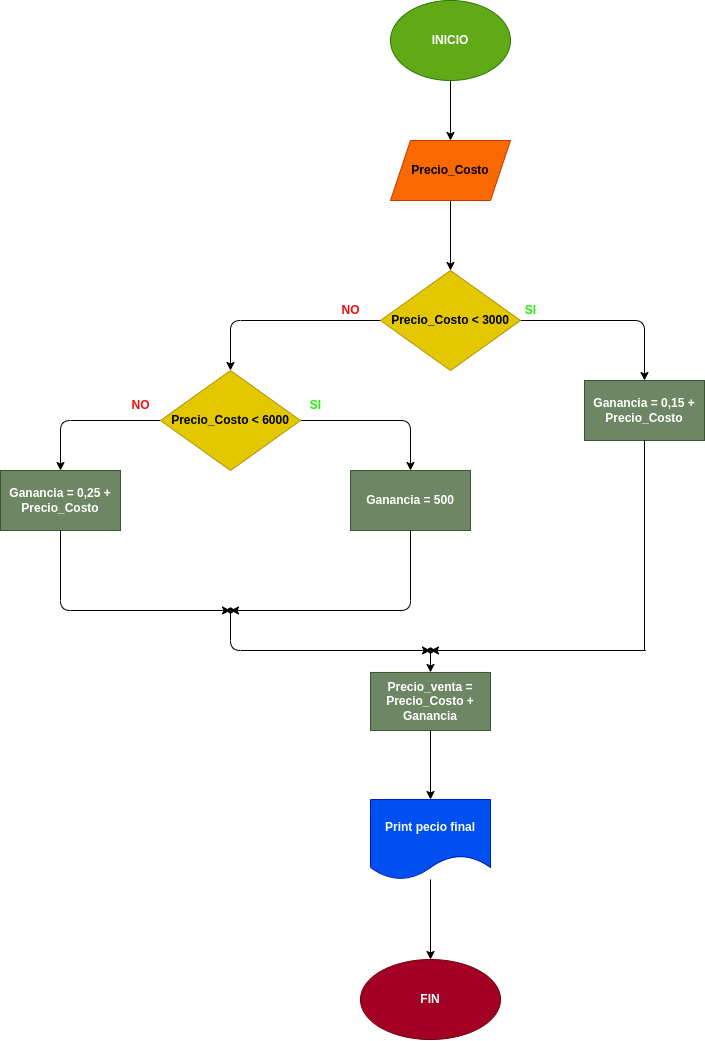 INICIO
Precio_Costo
NO
Precio_Costo < 3000
SI
NO
Precio_Costo < 6000
SI
Ganancia = 0,15 +
Precio_Costo
Ganancia = 0,25 +
Precio_Costo
Ganancia = 500
Precio_venta =
Precio_Costo +
Ganancia
Print pecio final
FIN